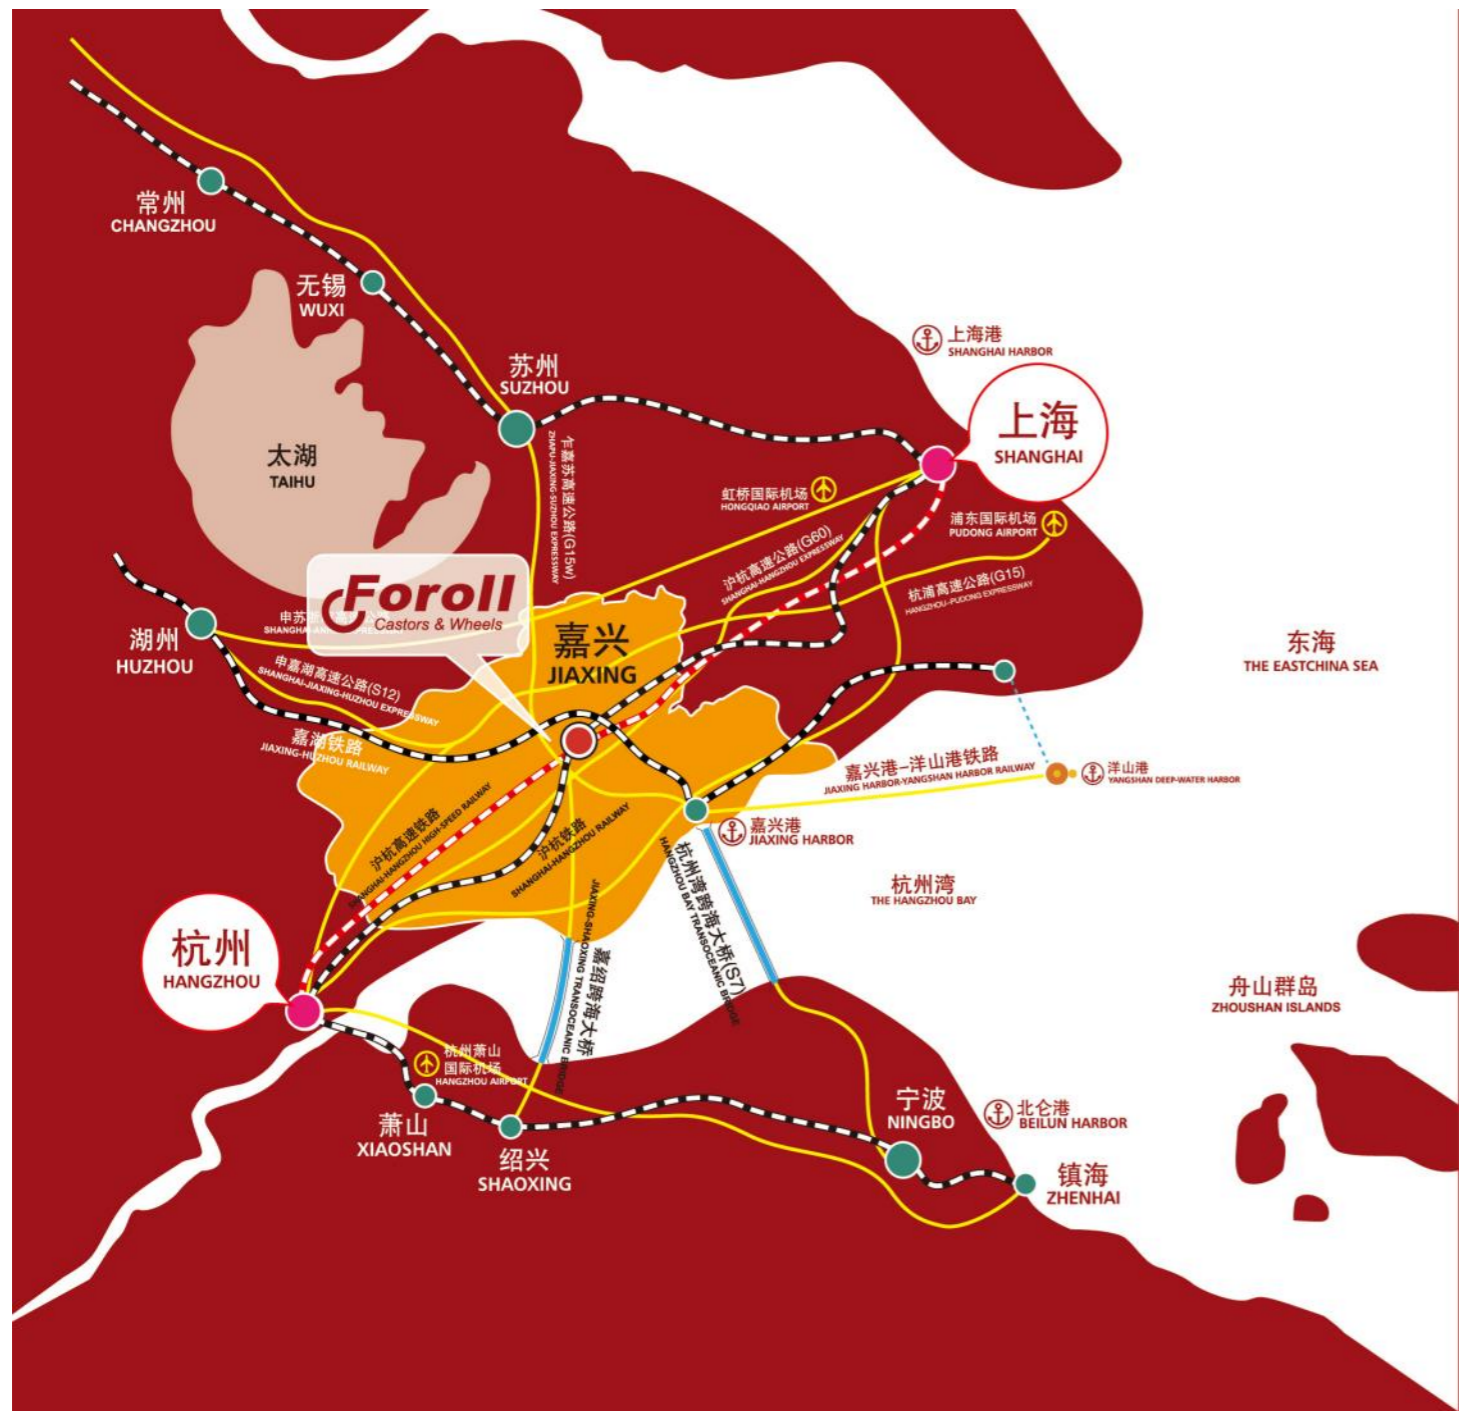 常州
CHANGZHOU
无锡
WUXI
苏州
SUZHOU
上海港
SHANGHAI HARBOR
上海
SHANGHAI
太湖
TAIHU
乍嘉苏高速公路(G15w)
ZHAPU-JIAXING-SUZHOU EXPRESSWAY
虹桥国际机场
HONGQIAO AIRPORT
浦东国际机场
PUDONG AIRPORT
沪杭高速公路(G60)
SHANGHAI-HANGZHOU EXPRESSWAY
杭浦高速公路(G15)
HANGZHOU-PUDONG EXPRESSWAY
Foroll
Castors & Wheels
申苏
湖州
HUZHOU
嘉兴
JIAXING
东海
THE EASTCHINA SEA
申嘉湖高速公路(S12)
SHANGHAI-JIAXING-HUZHOU EXPRESSWAY
嘉湖铁路
JIAXING-HUZHOU RAILWAY
嘉兴港-洋山港铁路
JIAXING HARBOR-YANGSHAN HARBOR RAILWAY
洋山港
YANGSHAN DEEP-WATER HARBOR
沪杭高速铁路
SHANGHAI-HANGZHOU HIGH-SPEED RAILWAY
沪杭铁路
SHANGHAI-HANGZHOU RAILWAY
嘉兴港
JIAXING HARBOR
杭州湾跨海大桥(S7)
HANGZHOU BAY TRANSOCEANIC BRIDGE
杭州湾
THE HANGZHOU BAY
嘉绍跨海大桥
JIAXING-SHAOXING TRANSOCEANIC BRIDGE
杭州
HANGZHOU
舟山群岛
ZHOUSHAN ISLANDS
杭州萧山
国际机场
HANGZHOU AIRPORT
萧山
XIAOSHAN
绍兴
SHAOXING
宁波
NINGBO
北仑港
BEILUN HARBOR
镇海
ZHENHAI